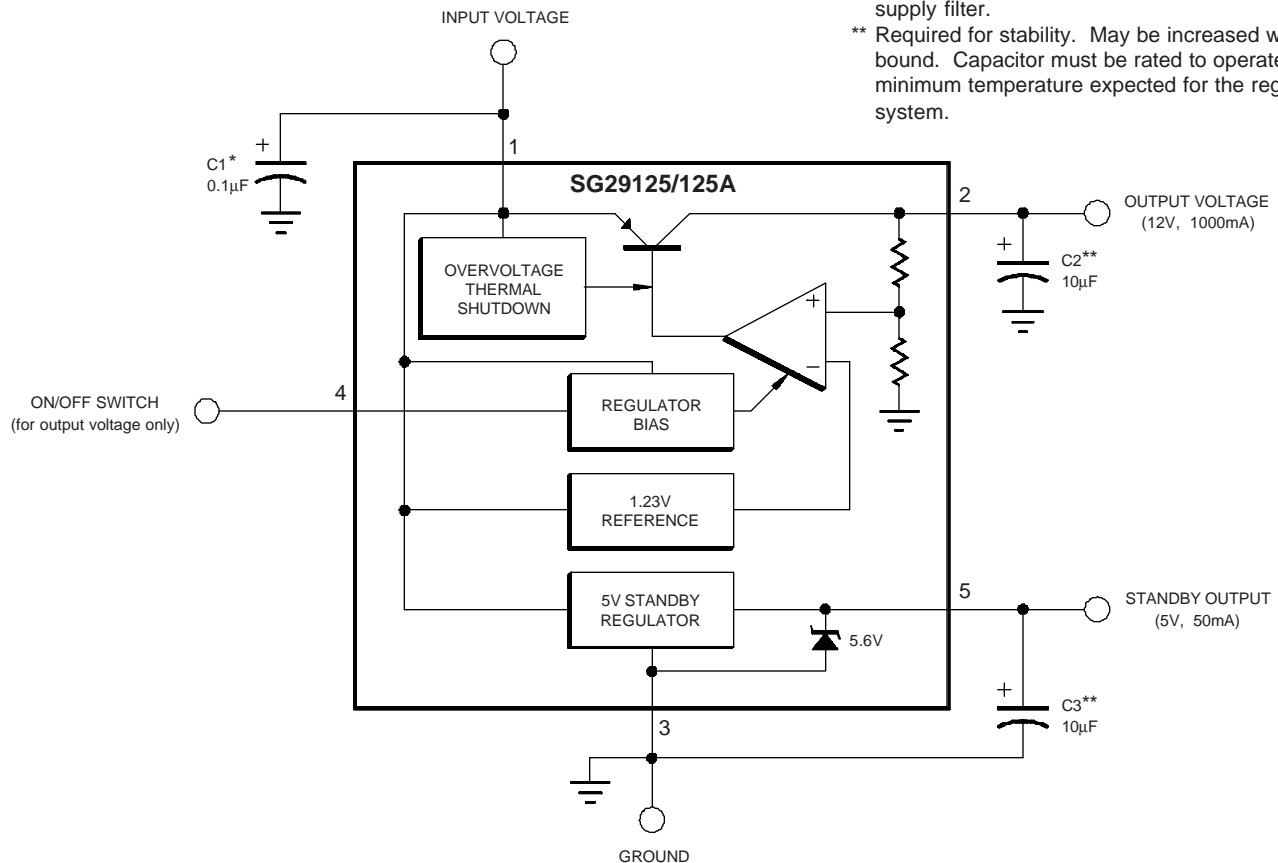 supply filter.
** Required for stability. May be increased
bound. Capacitor must be rated to operate
minimum temperature expected for the
system.
INPUT VOLTAGE
C1*
0.1µF
+
1
SG29125/125A
2
OUTPUT VOLTAGE
(12V, 1000mA)
+
C2**
10µF
OVERVOLTAGE
THERMAL
SHUTDOWN
+
−
ON/OFF SWITCH
(for output voltage only)
4
REGULATOR
BIAS
1.23V
REFERENCE
5V STANDBY
REGULATOR
5.6V
5
STANDBY OUTPUT
(5V, 50mA)
+
C3**
10µF
3
GROUND